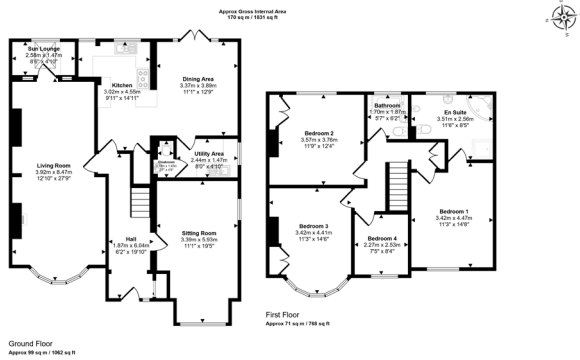 Approx Gross Internal Area
170 sq m / 1831 sq ft
Sun Lounge
2.58m x 1.47m
8'6" x 4'10"
Kitchen
3.02m x 4.55m
9'11" x 14'11"
Dining Area
3.37m x 3.89m
11'1" x 12'9"
Utility Area
2.44m x 1.47m
8'0" x 4'10"
Living Room
3.92m x 8.47m
12'10" x 27'9"
Hall
1.87m x 6.04m
6'2" x 19'10"
Sitting Room
3.39m x 5.93m
11'1" x 19'5"
Ground Floor
Approx 99 sq m / 1062 sq ft
Bathroom
1.70m x 1.87m
5'7" x 6'2"
En Suite
3.51m x 2.56m
11'6" x 8'5"
Bedroom 2
3.57m x 3.76m
11'9" x 12'4"
Bedroom 1
3.42m x 4.47m
11'3" x 14'8"
Bedroom 3
3.42m x 4.41m
11'3" x 14'6"
Bedroom 4
2.27m x 2.53m
7'5" x 8'4"
First Floor
Approx 71 sq m / 768 sq ft